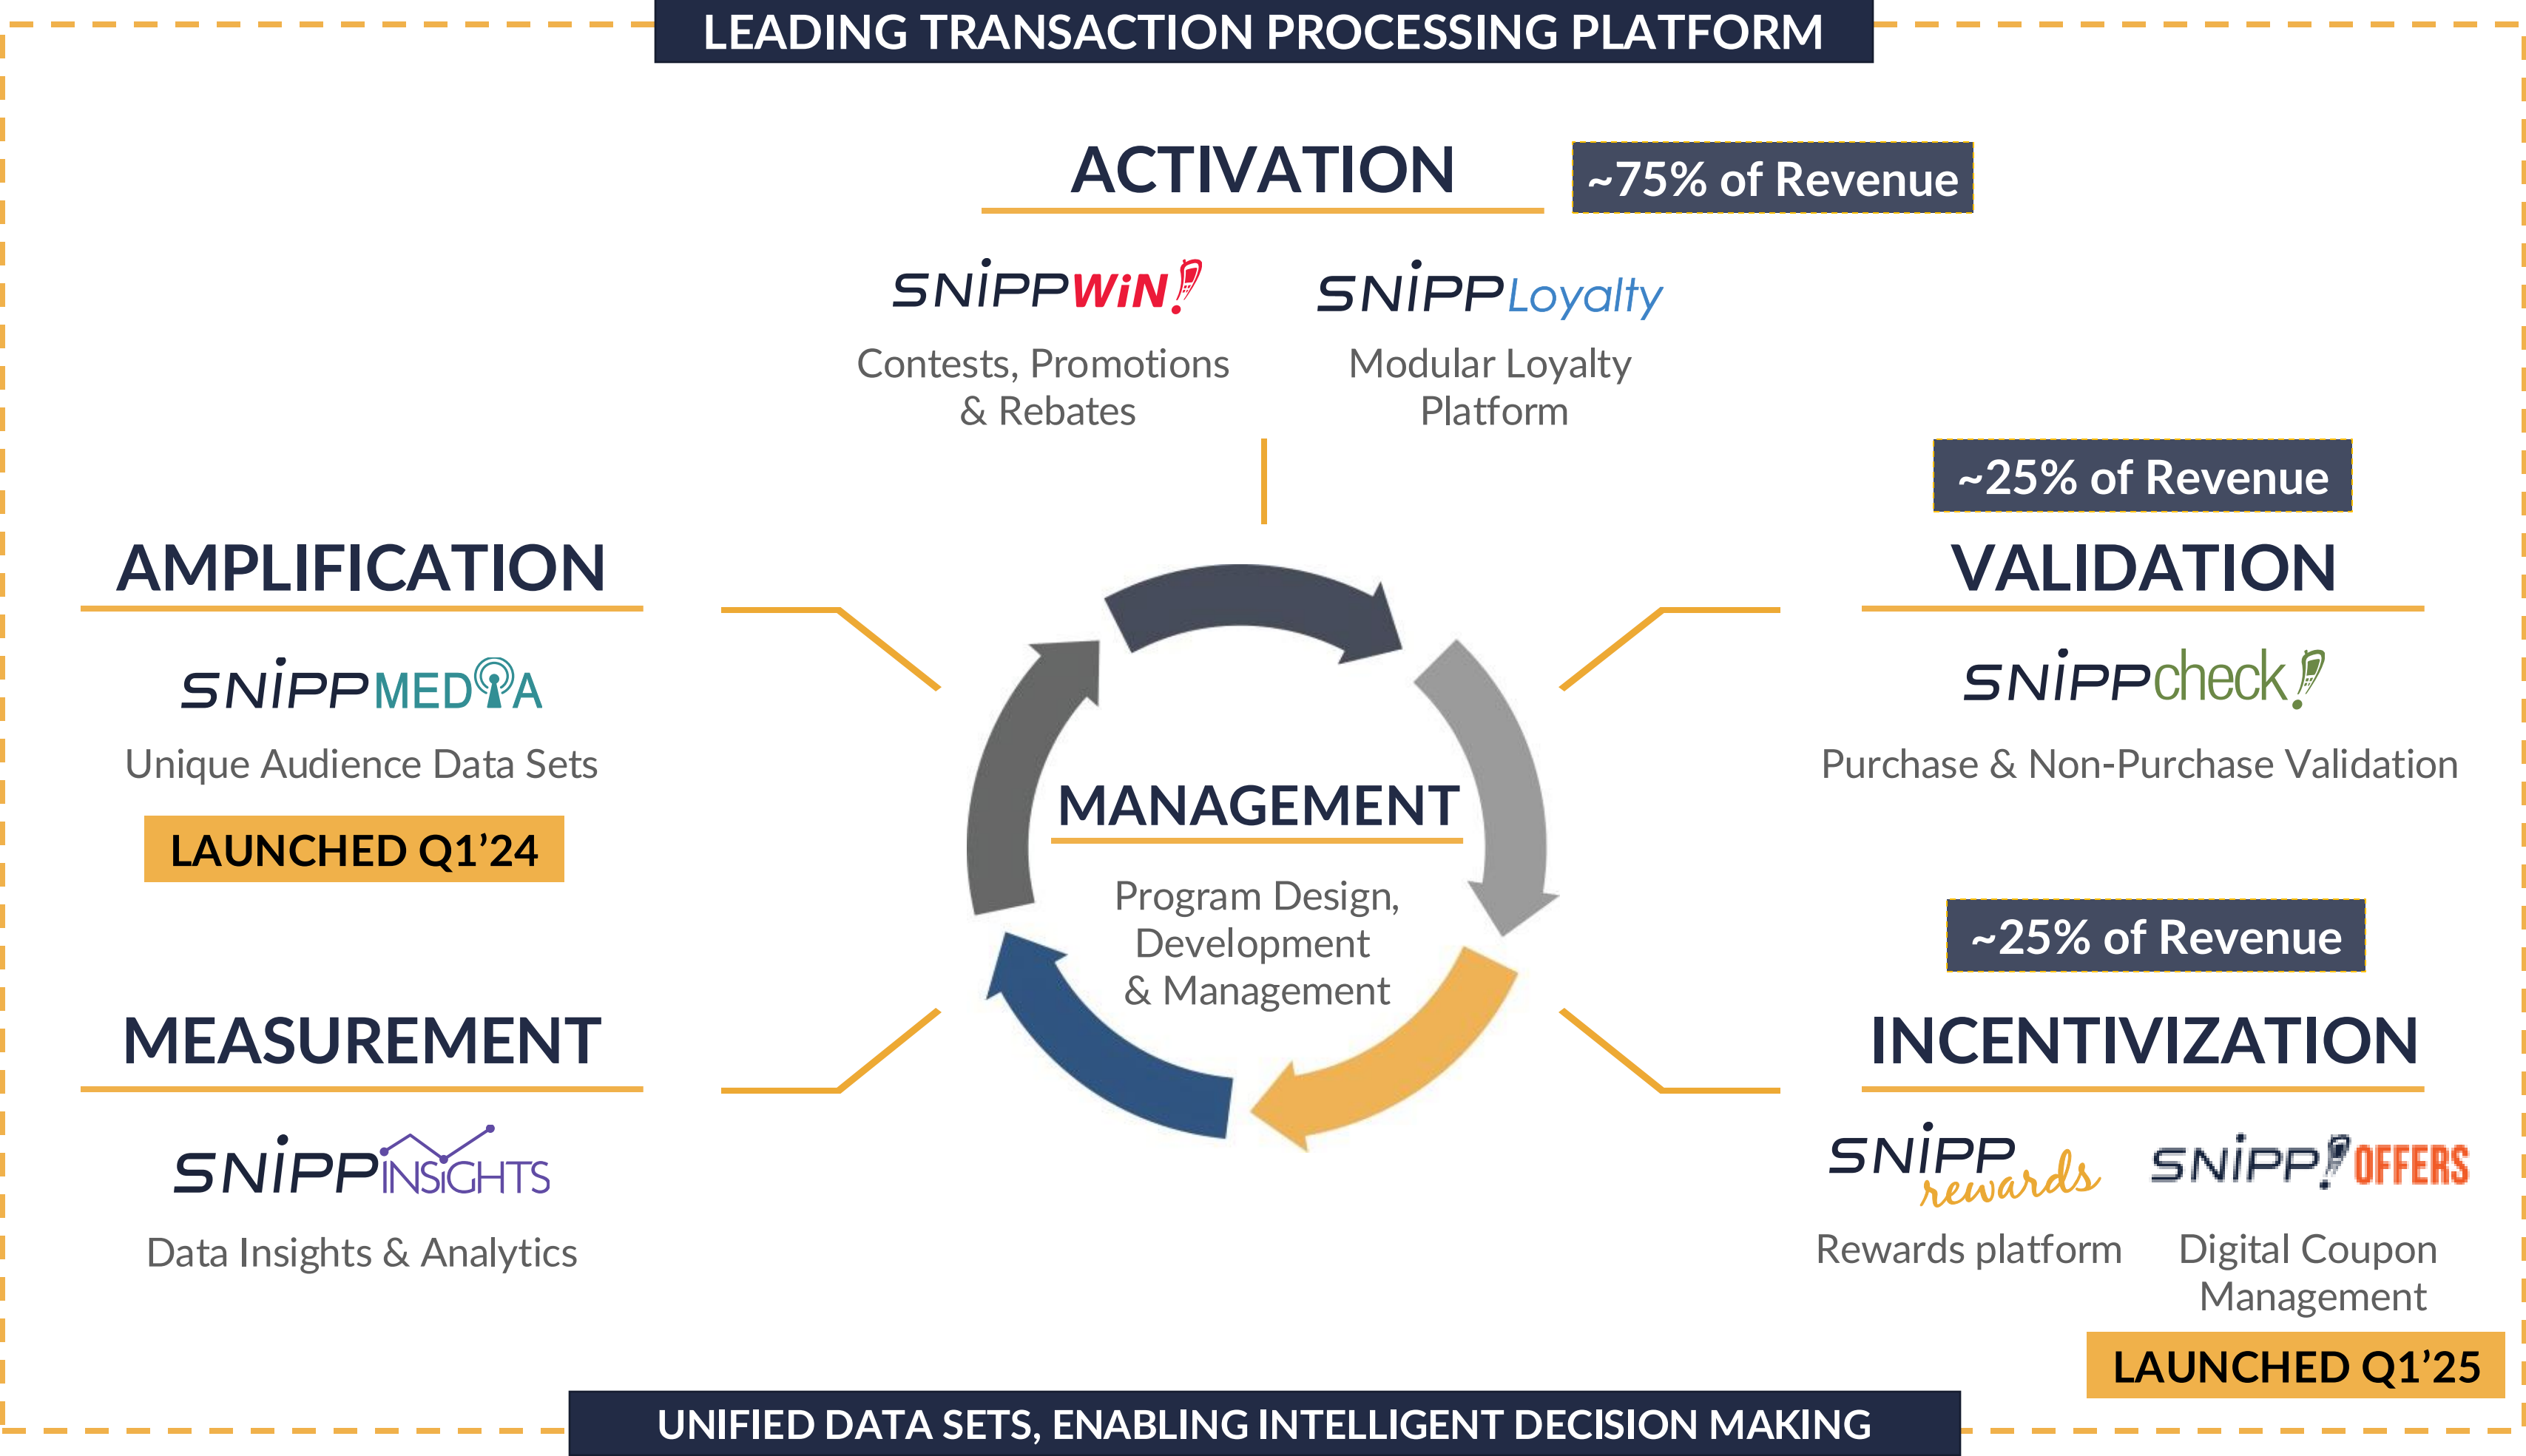 LEADING TRANSACTION PROCESSING PLATFORM
ACTIVATION
~75% of Revenue
SNiPPWiN!
SNiPPLoyalty
Contests, Promotions
& Rebates
Modular Loyalty
Platform
~25% of Revenue
AMPLIFICATION
VALIDATION
SNiPPMEDiA
SNiPPcheck!
Unique Audience Data Sets
Purchase & Non-Purchase Validation
LAUNCHED Q1’24
MANAGEMENT
Program Design,
Development
& Management
~25% of Revenue
MEASUREMENT
INCENTIVIZATION
SNiPPiNSiGHTS
SNiPP
rewards
SNiPP!OFFERS
Data Insights & Analytics
Rewards platform
Digital Coupon
Management
LAUNCHED Q1’25
UNIFIED DATA SETS, ENABLING INTELLIGENT DECISION MAKING